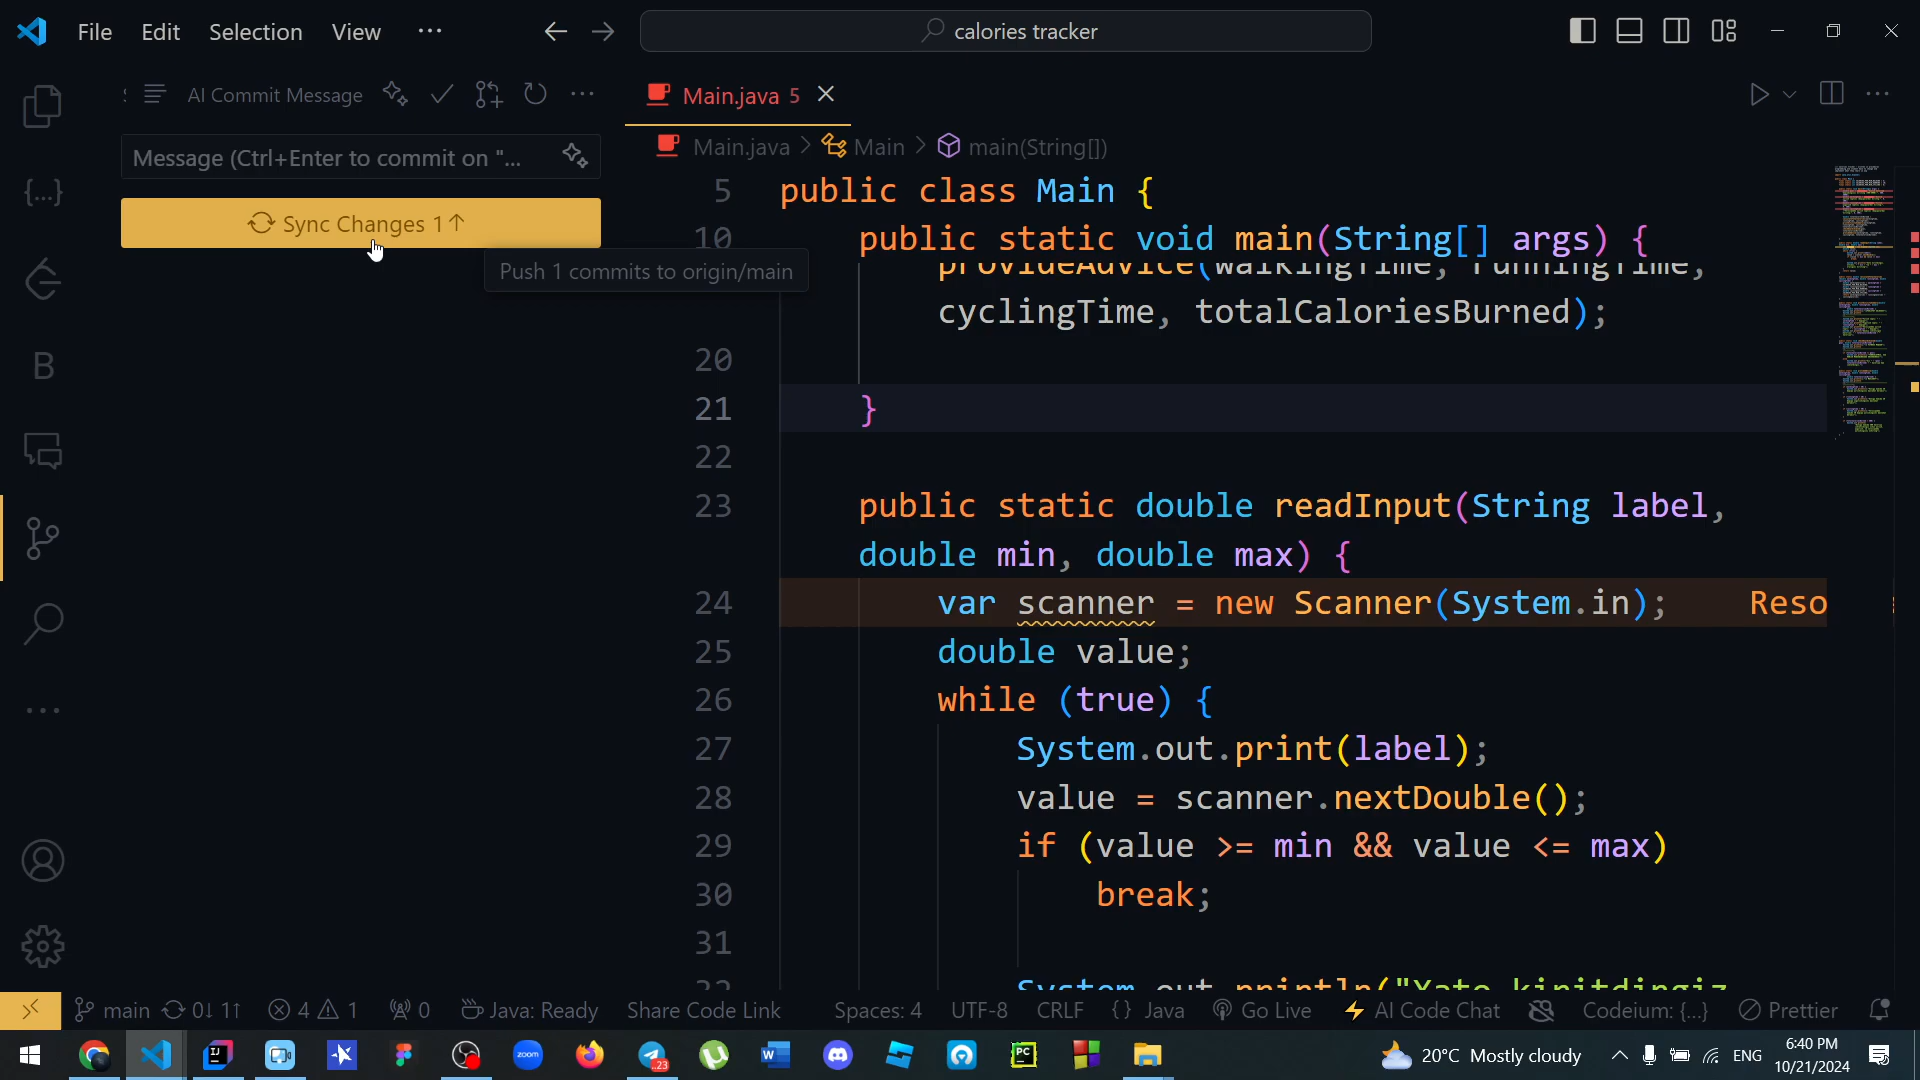 File Edit Selection View ···
calories tracker
AI Commit Message
Main.java 5
Message (Ctrl+Enter to commit on "...
Main.java > Main > main(String[])
Sync Changes 1↑
Push 1 commits to origin/main
5 public class Main {
10 public static void main(String[] args) {
provideAdvice(walkingTime, runningTime,
cyclingTime, totalCaloriesBurned);
20
21 }
22
23 public static double readInput(String label,
double min, double max) {
24 var scanner = new Scanner(System.in); Reso
25 double value;
26 while (true) {
27 System.out.print(label);
28 value = scanner.nextDouble();
29 if (value >= min && value <= max)
30 break;
31
32 System.out.println("Xato kiritdingiz
main 0↓ 1↑ 4 1 0 Java: Ready Share Code Link Spaces: 4 UTF-8 CRLF {} Java Go Live AI Code Chat Codeium: {...} Prettier
20°C Mostly cloudy ENG 6:40 PM
10/21/2024